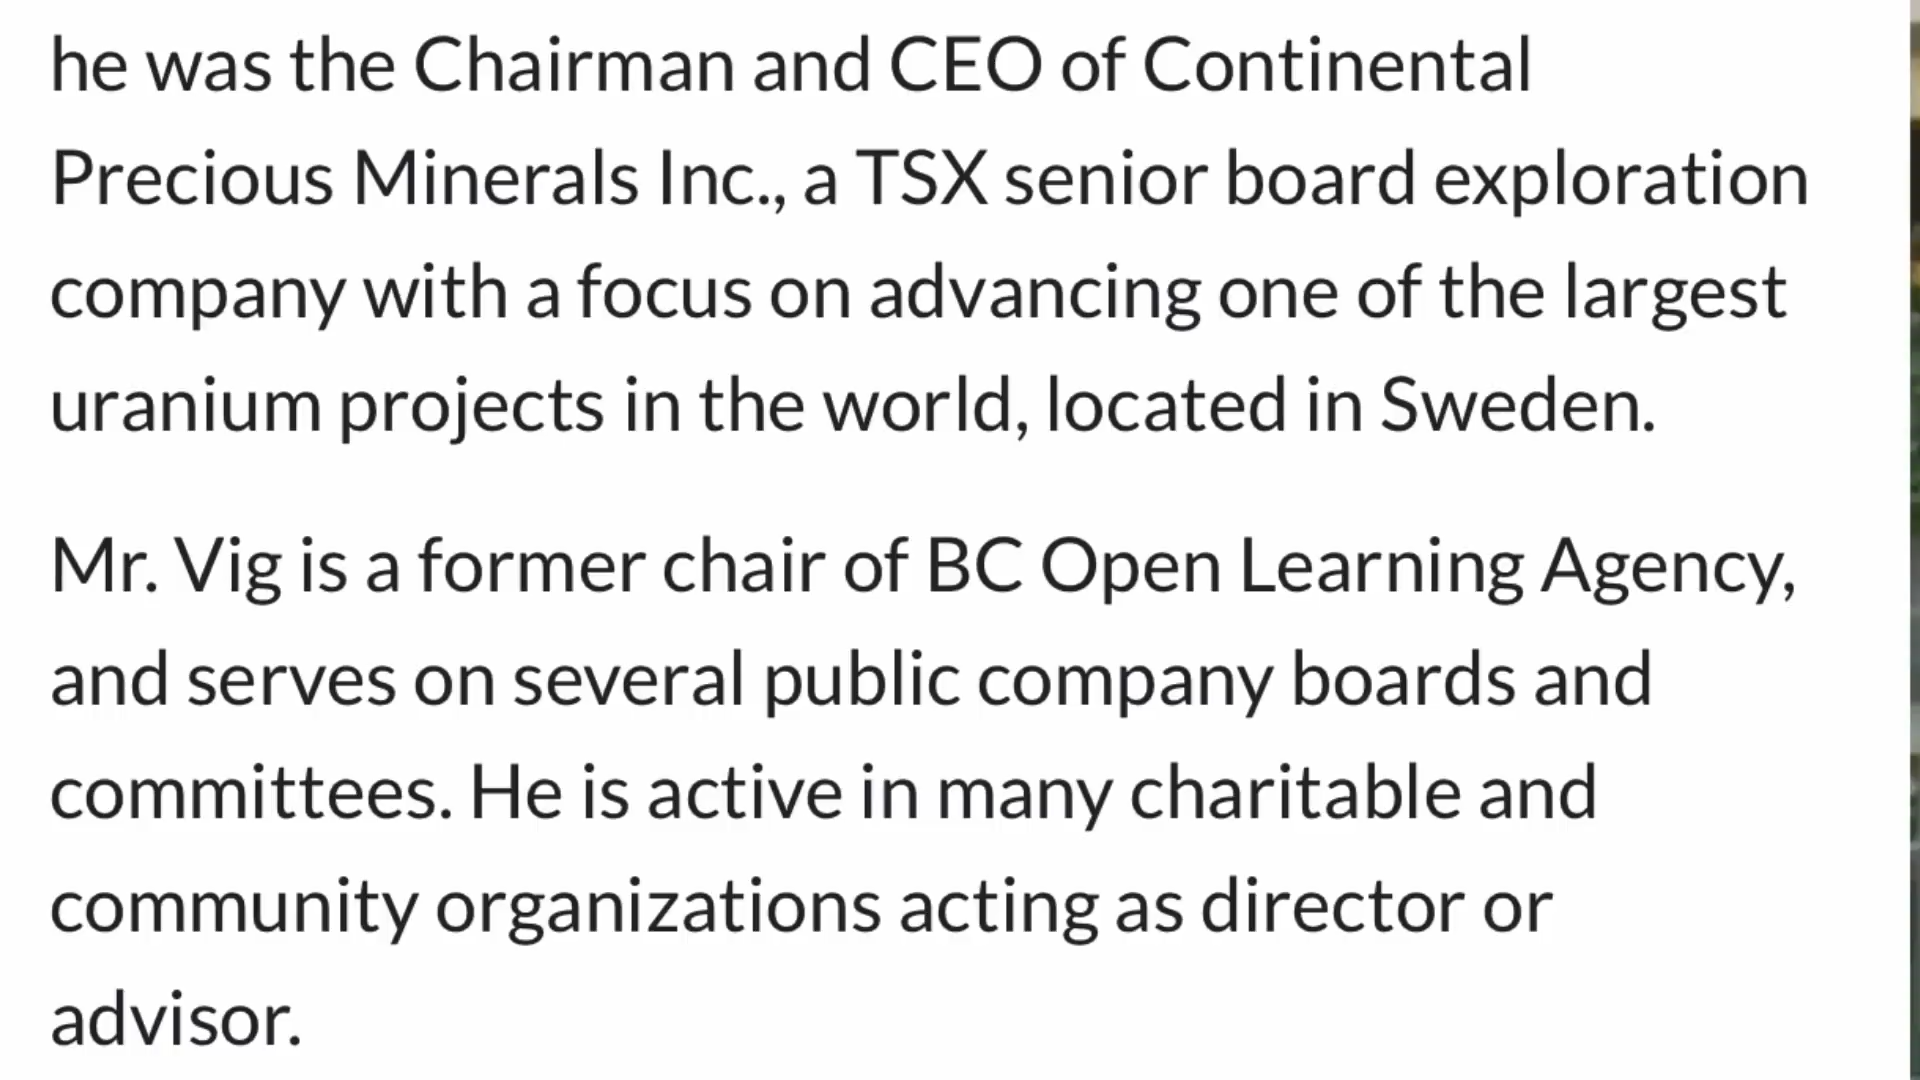 he was the Chairman and CEO of Continental
Precious Minerals Inc., a TSX senior board exploration
company with a focus on advancing one of the largest
uranium projects in the world, located in Sweden.
Mr. Vig is a former chair of BC Open Learning Agency,
and serves on several public company boards and
committees. He is active in many charitable and
community organizations acting as director or
advisor.